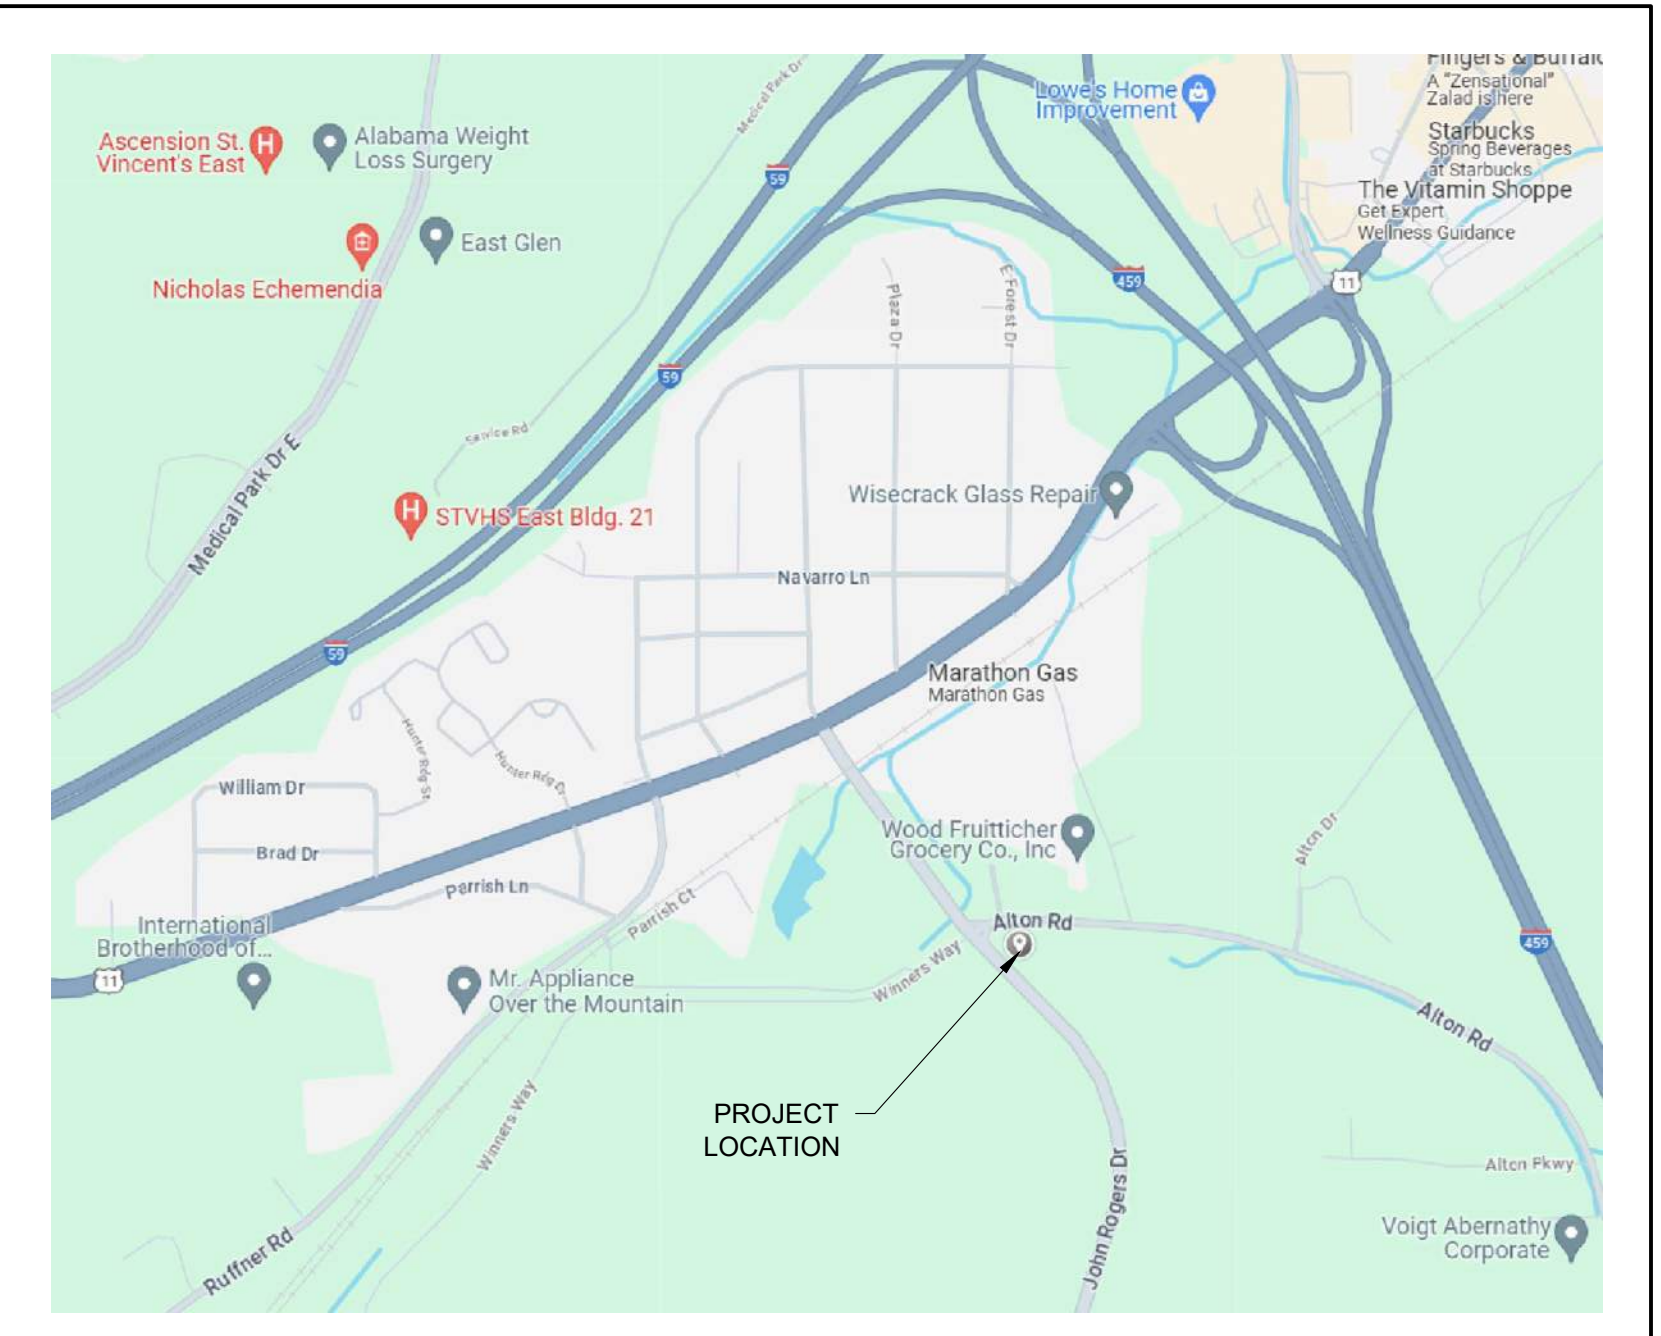 Fingers & Buffalo
A "Zensational"
Zalad is here
Medical Park Dr
Lowe's Home
Improvement
Starbucks
Spring Beverages
at Starbucks
Ascension St.
Vincent's East
H
Alabama Weight
Loss Surgery
59
The Vitamin Shoppe
Get Expert
Wellness Guidance
East Glen
Nicholas Echemendia
Plaza Dr
E Forest Dr
459
11
59
Service Rd
Medical Park Dr E
H
STVHS East Bldg. 21
Wisecrack Glass Repair
Navarro Ln
59
Marathon Gas
Marathon Gas
Hunter Rdg St
Hunter Rdg Cr
William Dr
Brad Dr
Wood Fruitticher
Grocery Co., Inc
Alton Dr
Parrish Ln
Parrish Ct
International
Brotherhood of...
11
Alton Rd
459
Winners Way
Mr. Appliance
Over the Mountain
Alton Rd
PROJECT
LOCATION
Winners Way
John Rogers Dr
Alton Pkwy
Voigt Abernathy
Corporate
Ruffner Rd